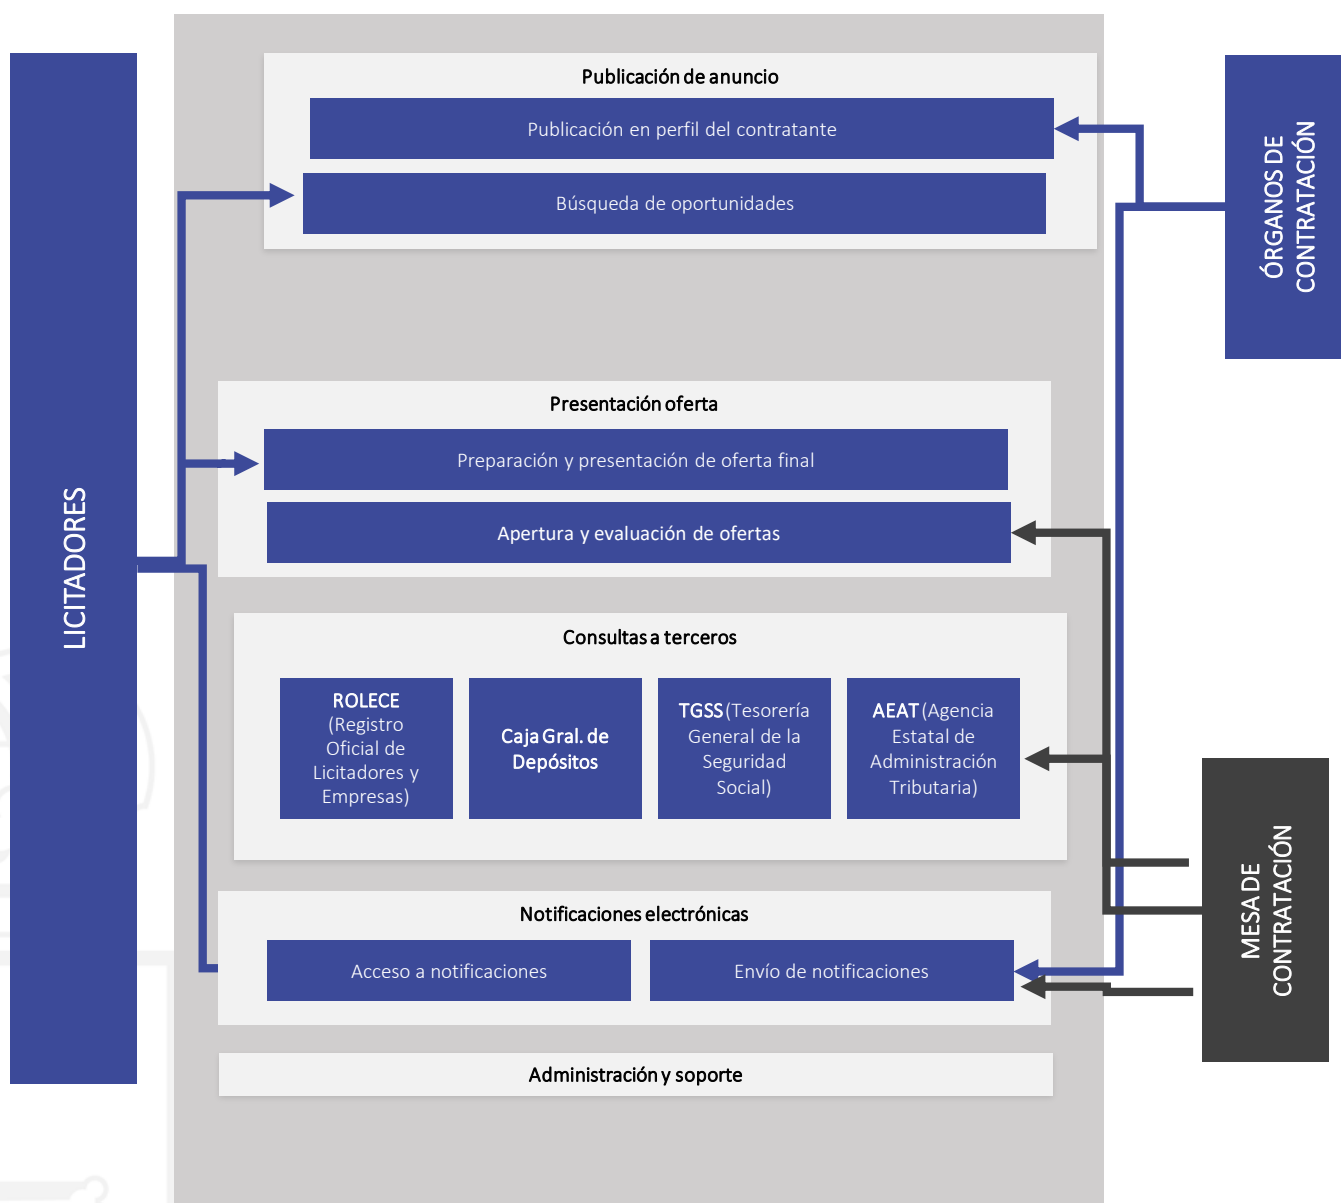 Publicación de anuncio
Publicación en perfil del contratante
Búsqueda de oportunidades
ÓRGANOS DE
CONTRATACIÓN
LICITADORES
Presentación oferta
Preparación y presentación de oferta final
Apertura y evaluación de ofertas
Consultas a terceros
ROLECE
(Registro
Oficial de
Licitadores y
Empresas)
Caja Gral. de
Depósitos
TGSS (Tesorería
General de la
Seguridad
Social)
AEAT (Agencia
Estatal de
Administración
Tributaria)
MESA DE
CONTRATACIÓN
Notificaciones electrónicas
Acceso a notificaciones
Envío de notificaciones
Administración y soporte